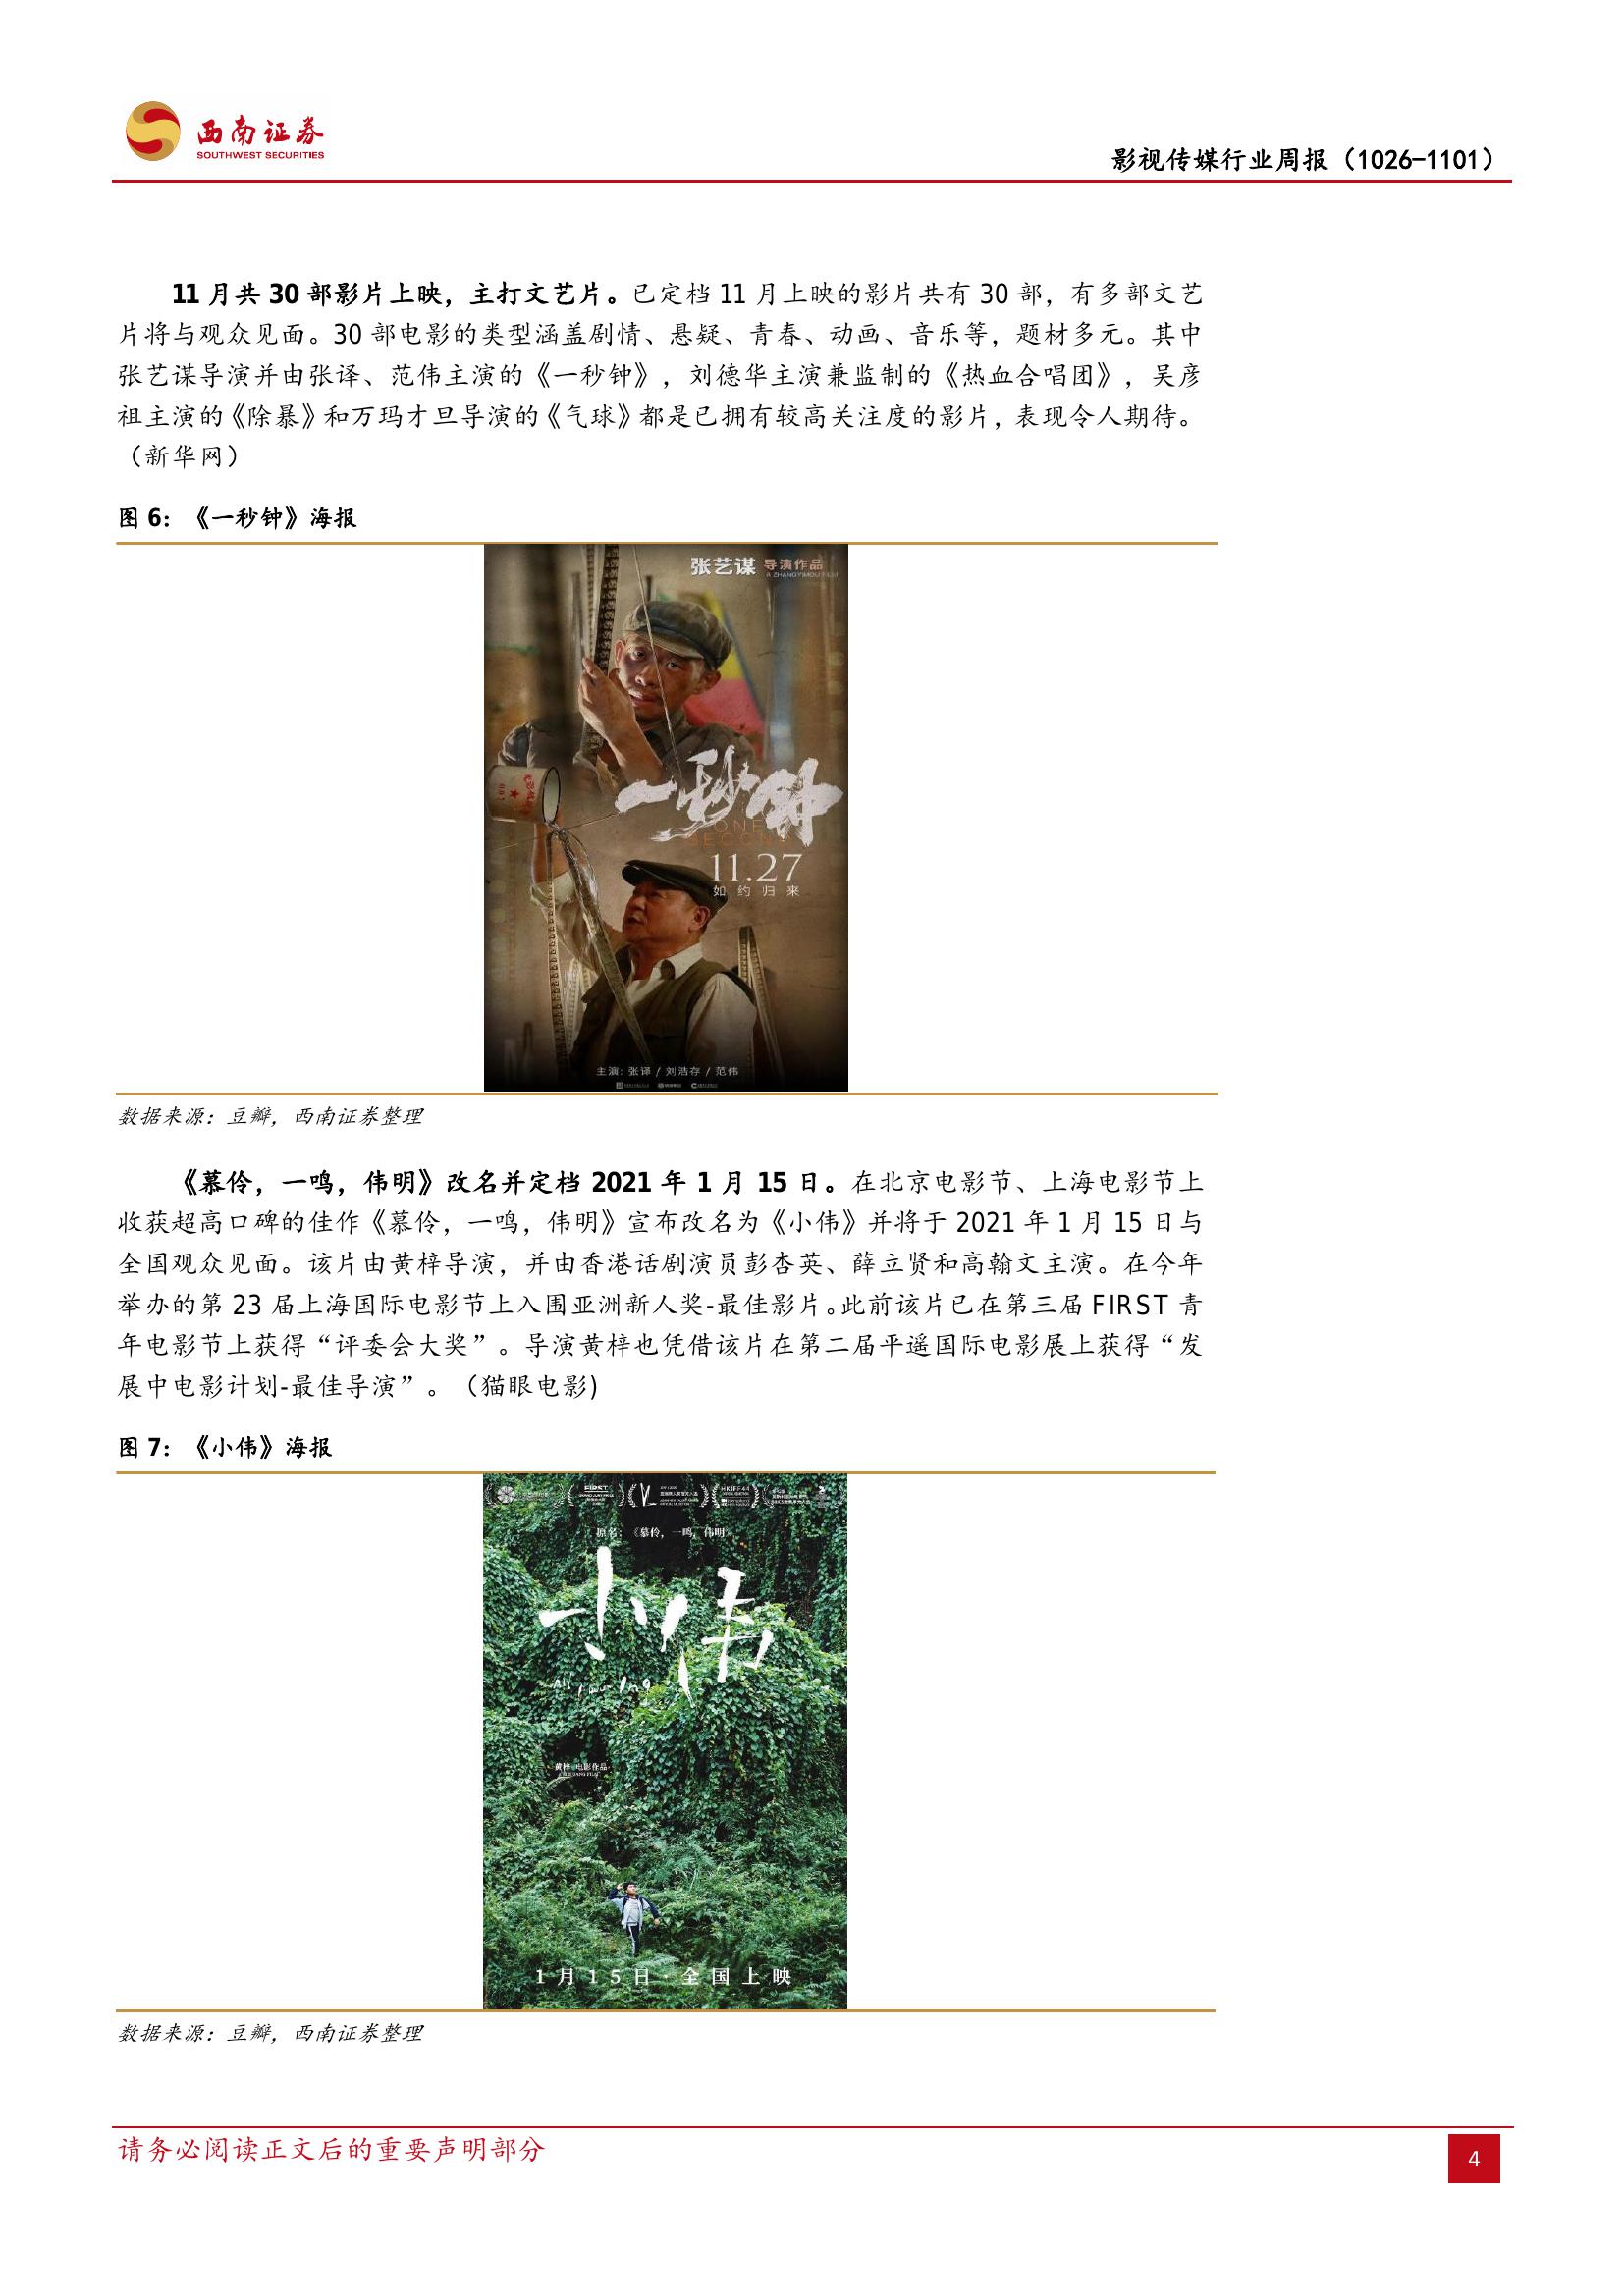 西南证券
SOUTHWEST SECURITIES
影视传媒行业周报（1026-1101）
11 月共 30 部影片上映，主打文艺片。已定档 11 月上映的影片共有 30 部，有多部文艺
片将与观众见面。30 部电影的类型涵盖剧情、悬疑、青春、动画、音乐等，题材多元。其中
张艺谋导演并由张译、范伟主演的《一秒钟》，刘德华主演兼监制的《热血合唱团》，吴彦
祖主演的《除暴》和万玛才旦导演的《气球》都是已拥有较高关注度的影片，表现令人期待。
（新华网）
图 6：《一秒钟》海报
张艺谋 导演作品
A ZHANGYIMOU FILM
一秒钟
ONE
SECOND
11.27
如约归来
主演：张译 / 刘浩存 / 范伟
数据来源：豆瓣，西南证券整理
《慕伶，一鸣，伟明》改名并定档 2021 年 1 月 15 日。在北京电影节、上海电影节上
收获超高口碑的佳作《慕伶，一鸣，伟明》宣布改名为《小伟》并将于 2021 年 1 月 15 日与
全国观众见面。该片由黄梓导演，并由香港话剧演员彭杏英、薛立贤和高翰文主演。在今年
举办的第 23 届上海国际电影节上入围亚洲新人奖-最佳影片。此前该片已在第三届 FIRST 青
年电影节上获得“评委会大奖”。导演黄梓也凭借该片在第二届平遥国际电影展上获得“发
展中电影计划-最佳导演”。（猫眼电影)
图 7：《小伟》海报
FIRST
原名：《慕伶，一鸣，伟明》
小伟
黄梓 电影作品
1月15日·全国上映
数据来源：豆瓣，西南证券整理
请务必阅读正文后的重要声明部分
4